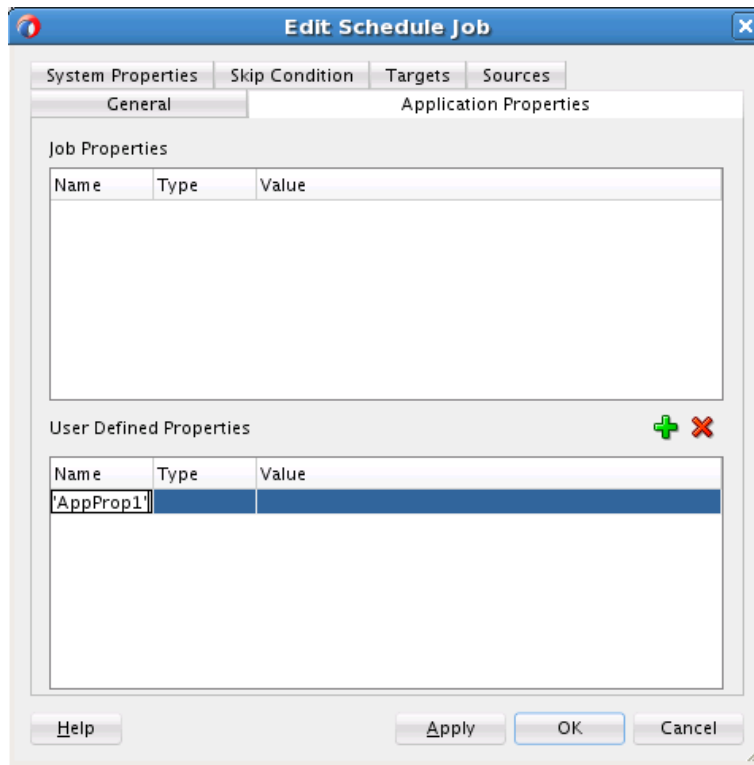 Edit Schedule Job
System Properties Skip Condition Targets Sources
General Application Properties
Job Properties
Name Type Value
User Defined Properties
Name Type Value
'AppProp1'
Help Apply OK Cancel